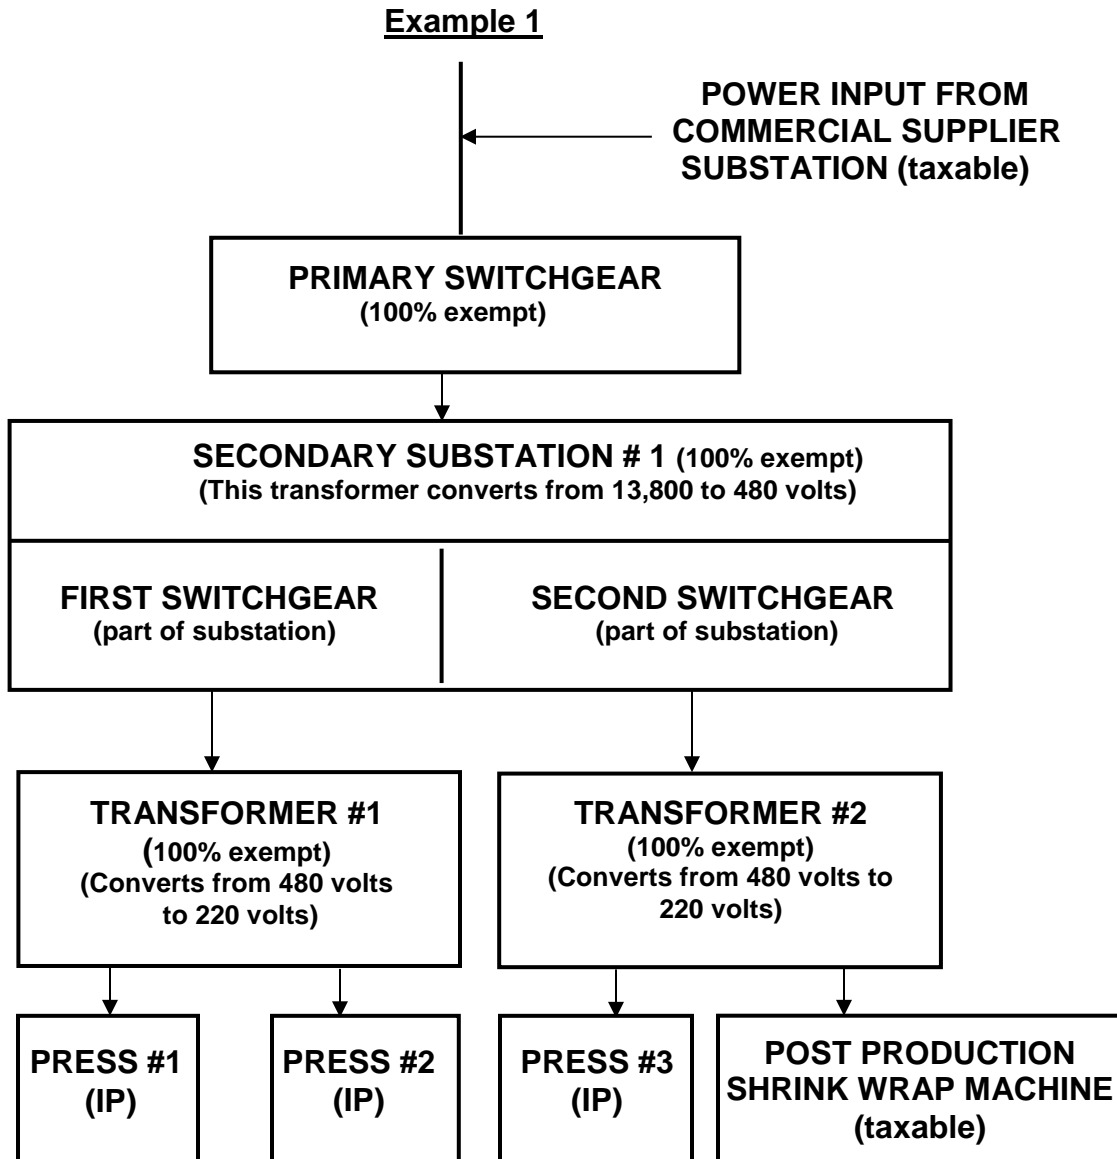 Example 1
POWER INPUT FROM
COMMERCIAL SUPPLIER
SUBSTATION (taxable)
PRIMARY SWITCHGEAR
(100% exempt)
SECONDARY SUBSTATION # 1 (100% exempt)
(This transformer converts from 13,800 to 480 volts)
FIRST SWITCHGEAR
(part of substation)
SECOND SWITCHGEAR
(part of substation)
TRANSFORMER #1
(100% exempt)
(Converts from 480 volts
to 220 volts)
TRANSFORMER #2
(100% exempt)
(Converts from 480 volts to
220 volts)
PRESS #1
(IP)
PRESS #2
(IP)
PRESS #3
(IP)
POST PRODUCTION
SHRINK WRAP MACHINE
(taxable)